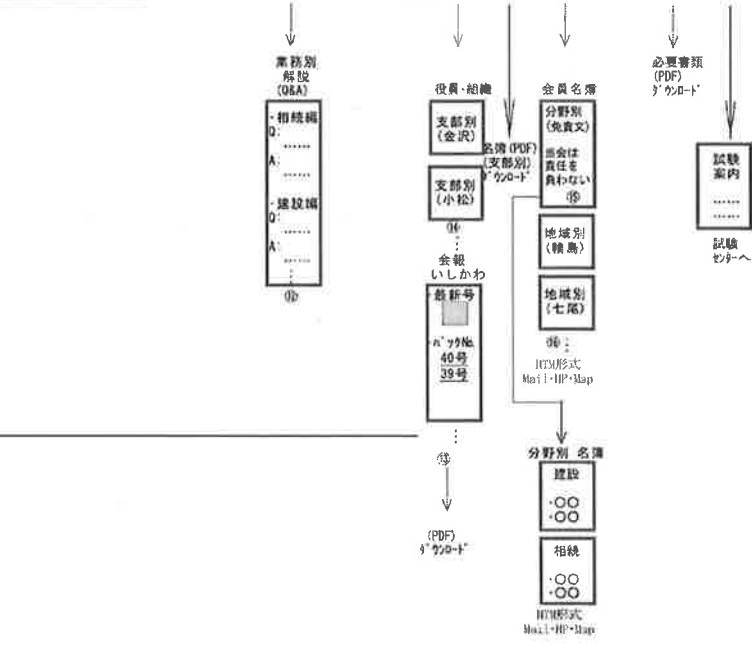 業務別
解説
(Q&A)
・相続編
Q:
……
A:
……
・建設編
Q:
……
A:
……
⑫
役員・組織
支部別
(金沢)
支部別
(小松)
⑭
会報
いしかわ
・最新号
・バックNo.
40号
39号
⑬
(PDF)
ダウンロード
名簿(PDF)
(支部別)
ダウンロード
会員名簿
分野別
(免責文)
当会は
責任を
負わない
⑮
地域別
(輪島)
地域別
(七尾)
⑯
HTM形式
Mail・HP・Map
分野別 名簿
建設
・○○
・○○
相続
・○○
・○○
HTM形式
Mail・HP・Map
必要書類
(PDF)
ダウンロード
試験
案内
……
……
試験
センターへ